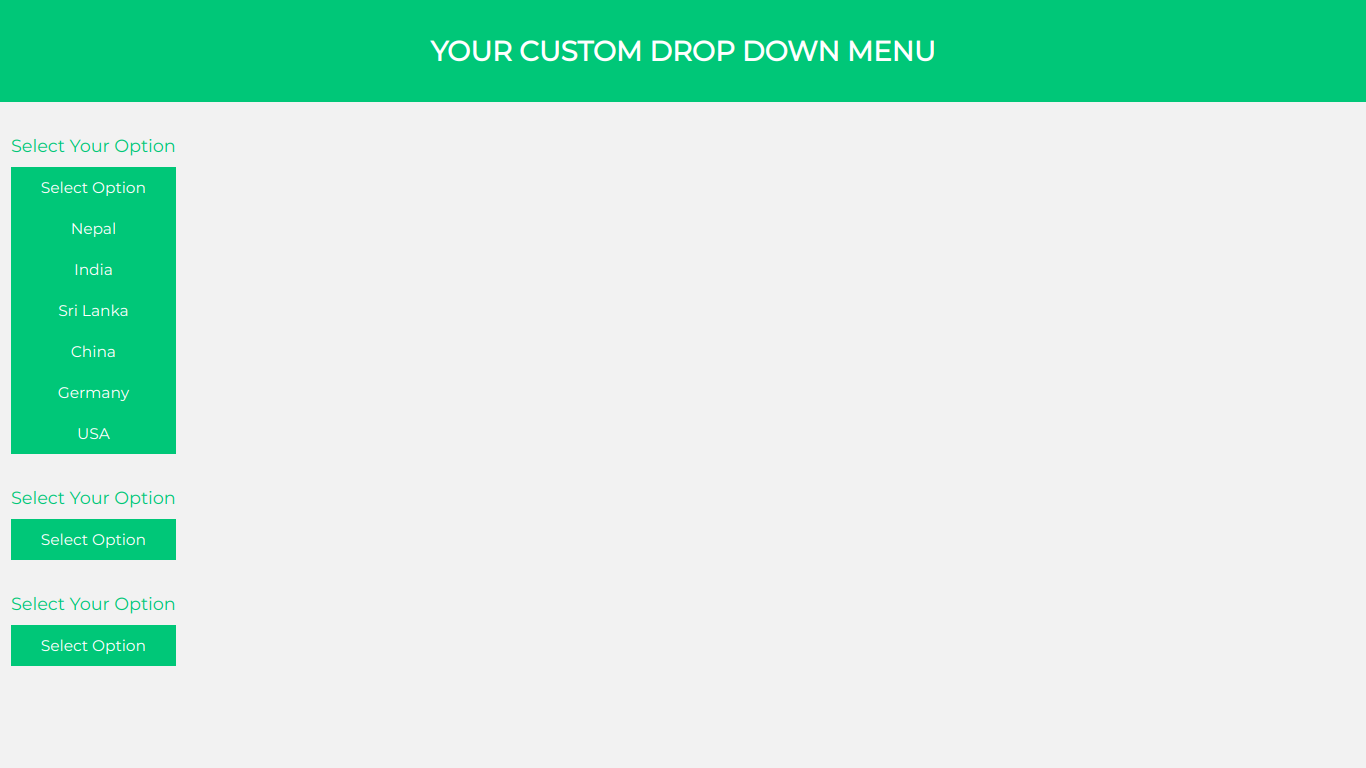 YOUR CUSTOM DROP DOWN MENU
Select Your Option
Select Option
Nepal
India
Sri Lanka
China
Germany
USA
Select Your Option
Select Option
Select Your Option
Select Option